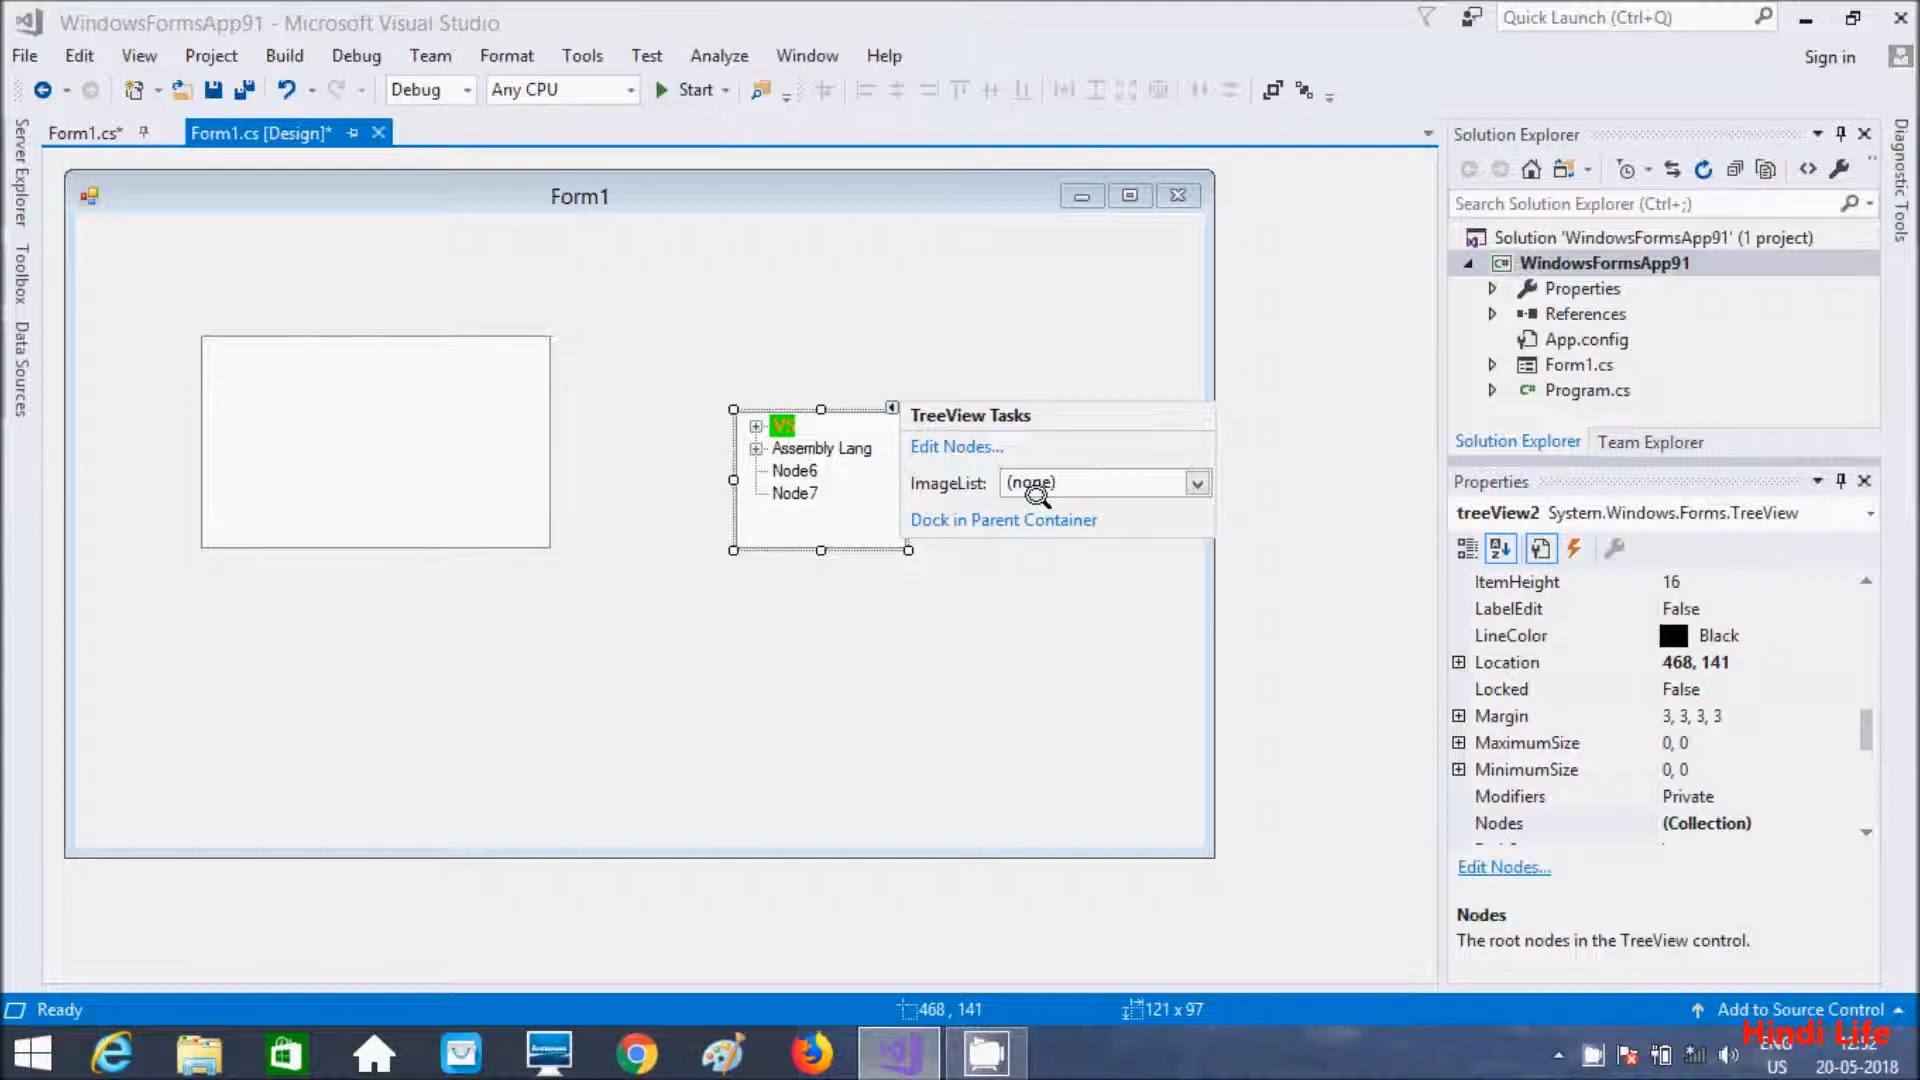 WindowsFormsApp91 - Microsoft Visual Studio
Quick Launch (Ctrl+Q)
File Edit View Project Build Debug Team Format Tools Test Analyze Window Help
Sign in
Debug Any CPU Start
Form1.cs* Form1.cs [Design]*
Server Explorer
Toolbox
Data Sources
Form1
VS
Assembly Lang
Node6
Node7
TreeView Tasks
Edit Nodes...
ImageList: (none)
Dock in Parent Container
Solution Explorer
Search Solution Explorer (Ctrl+;)
Solution 'WindowsFormsApp91' (1 project)
WindowsFormsApp91
Properties
References
App.config
Form1.cs
Program.cs
Solution Explorer Team Explorer
Diagnostic Tools
Properties
treeView2 System.Windows.Forms.TreeView
ItemHeight 16
LabelEdit False
LineColor Black
Location 468, 141
Locked False
Margin 3, 3, 3, 3
MaximumSize 0, 0
MinimumSize 0, 0
Modifiers Private
Nodes (Collection)
Edit Nodes...
Nodes
The root nodes in the TreeView control.
Ready
468 , 141
121 x 97
Add to Source Control
Hindi Life
ENG
US
12:52
20-05-2018